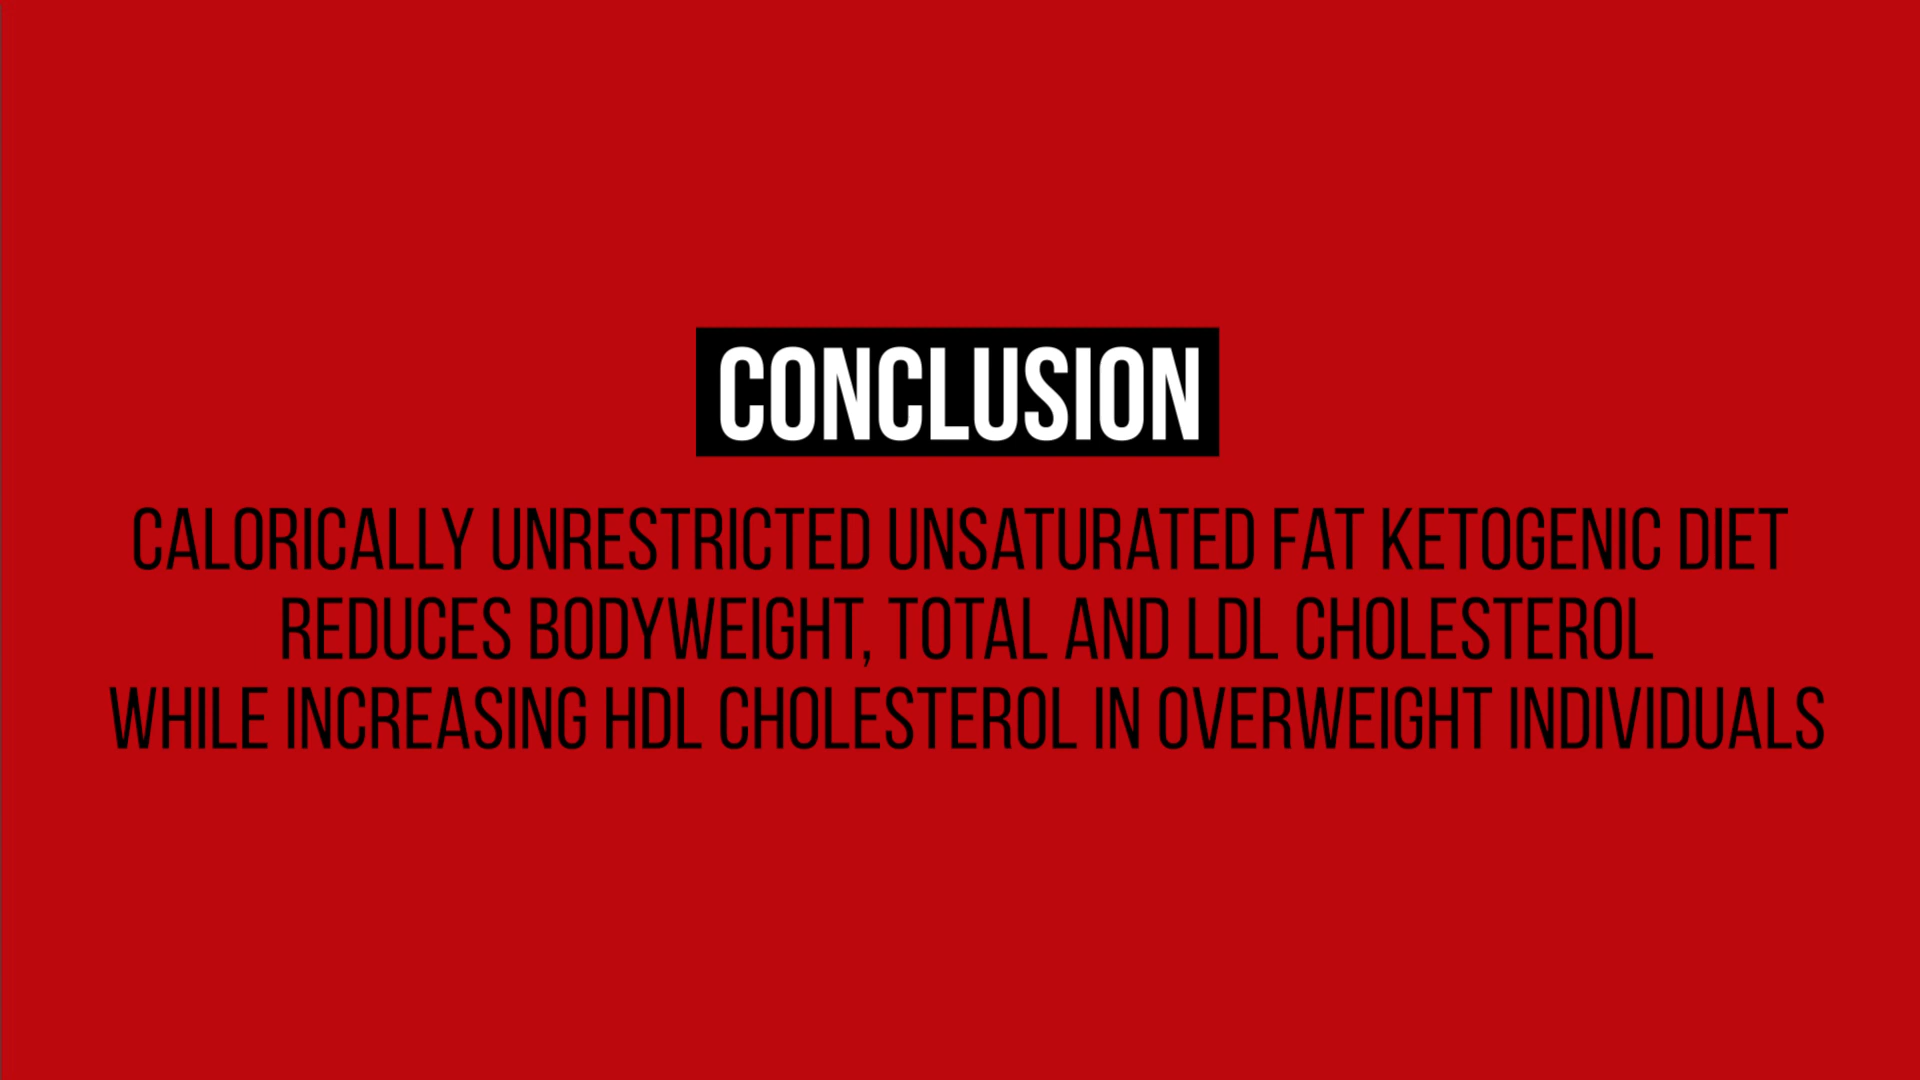 CONCLUSION
CALORICALLY UNRESTRICTED UNSATURATED FAT KETOGENIC DIET
REDUCES BODYWEIGHT, TOTAL AND LDL CHOLESTEROL
WHILE INCREASING HDL CHOLESTEROL IN OVERWEIGHT INDIVIDUALS